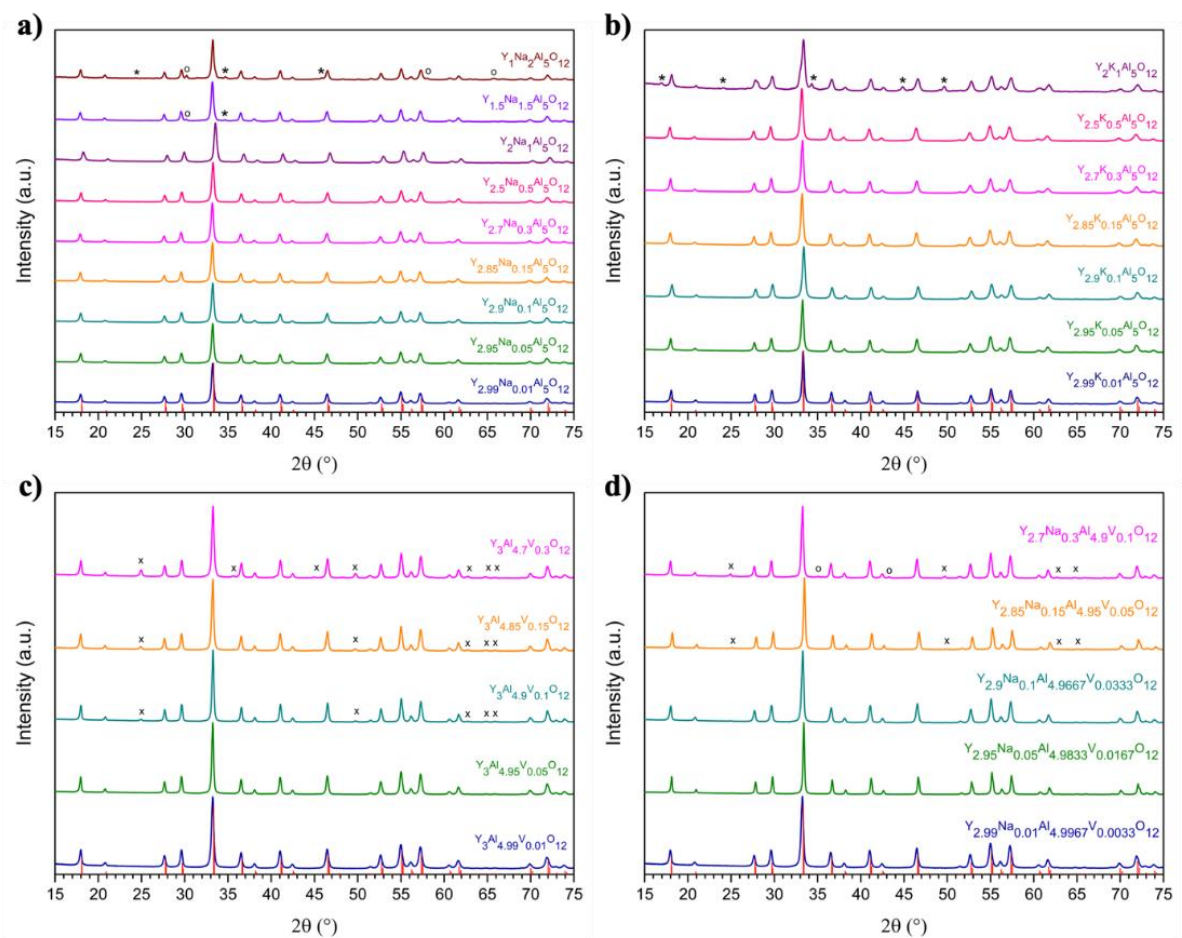 a)
Intensity (a.u.)
* o * * o o Y1Na2Al5O12
o * Y1.5Na1.5Al5O12
Y2Na1Al5O12
Y2.5Na0.5Al5O12
Y2.7Na0.3Al5O12
Y2.85Na0.15Al5O12
Y2.9Na0.1Al5O12
Y2.95Na0.05Al5O12
Y2.99Na0.01Al5O12
15 20 25 30 35 40 45 50 55 60 65 70 75
2θ (°)
b)
Intensity (a.u.)
* * * * * Y2K1Al5O12
Y2.5K0.5Al5O12
Y2.7K0.3Al5O12
Y2.85K0.15Al5O12
Y2.9K0.1Al5O12
Y2.95K0.05Al5O12
Y2.99K0.01Al5O12
15 20 25 30 35 40 45 50 55 60 65 70 75
2θ (°)
c)
Intensity (a.u.)
Y3Al4.7V0.3O12
x x x x x x x
Y3Al4.85V0.15O12
x x x x x
Y3Al4.9V0.1O12
x x x x x
Y3Al4.95V0.05O12
Y3Al4.99V0.01O12
15 20 25 30 35 40 45 50 55 60 65 70 75
2θ (°)
d)
Intensity (a.u.)
Y2.7Na0.3Al4.9V0.1O12
x o o x x x
Y2.85Na0.15Al4.95V0.05O12
x x x x
Y2.9Na0.1Al4.9667V0.0333O12
Y2.95Na0.05Al4.9833V0.0167O12
Y2.99Na0.01Al4.9967V0.0033O12
15 20 25 30 35 40 45 50 55 60 65 70 75
2θ (°)